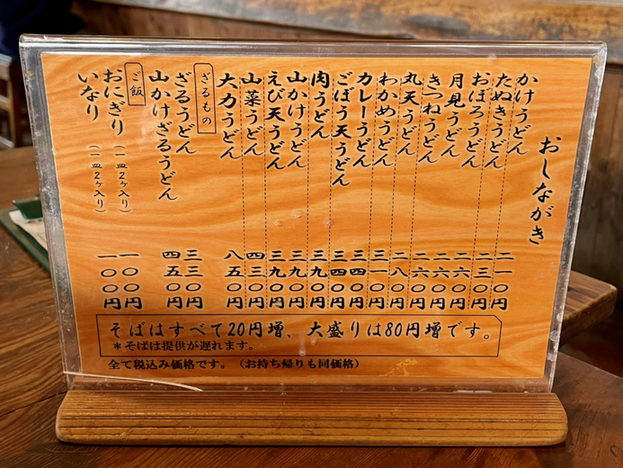 おしながき
かけうどん 二一〇円
たぬきうどん 二三〇円
おぼろうどん 二六〇円
月見うどん 二六〇円
きつねうどん 二六〇円
丸天うどん 二八〇円
わかめうどん 三一〇円
カレーうどん 三四〇円
ごぼう天うどん 三四〇円
肉うどん 三九〇円
山かけうどん 三九〇円
えび天うどん 三九〇円
山菜うどん 四三〇円
大力うどん 八五〇円
ざるもの
ざるうどん 三三〇円
山かけざるうどん 四五〇円
ご飯
おにぎり(一皿2ヶ入り) 一〇〇円
いなり(一皿2ヶ入り) 一〇〇円
そばはすべて20円増、大盛りは80円増です。
*そばは提供が遅れます。
全て税込み価格です。(お持ち帰りも同価格)